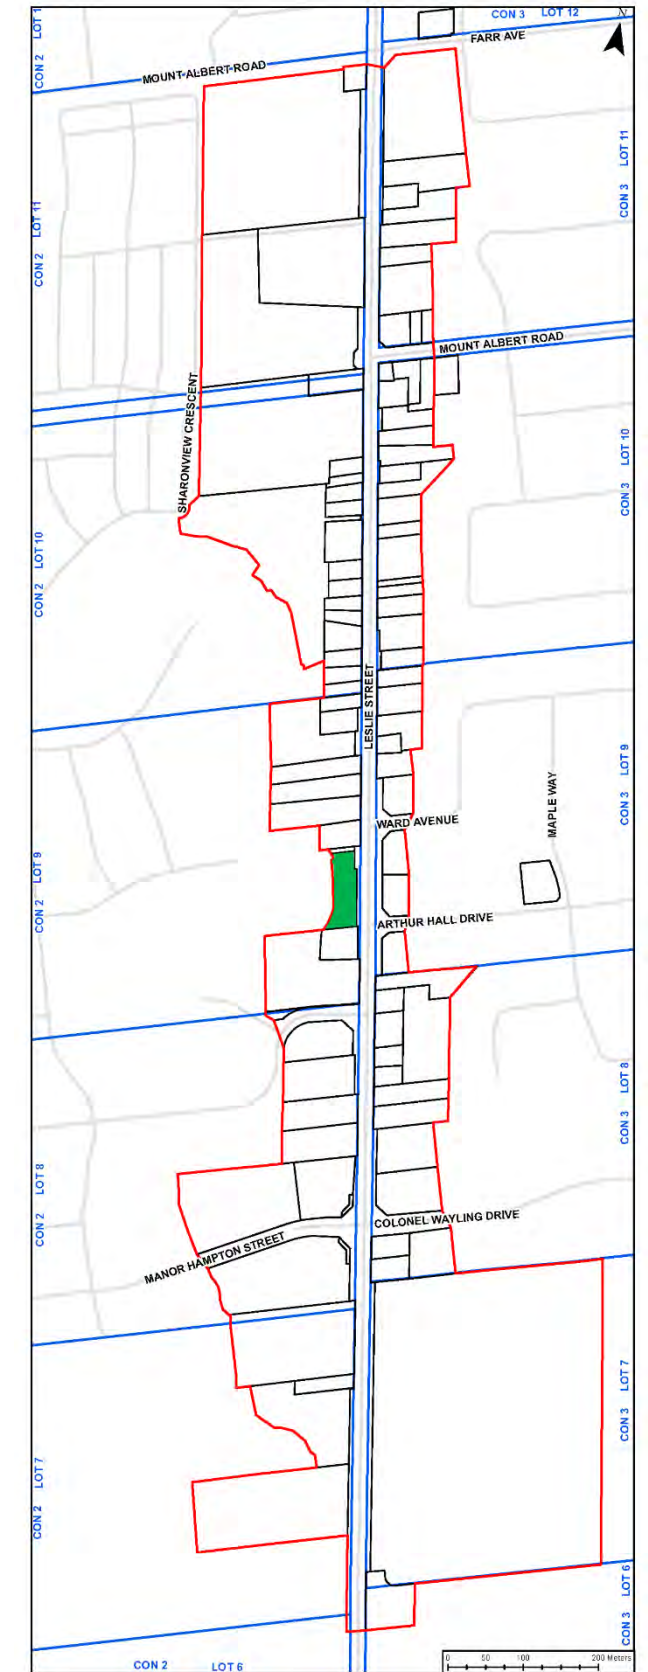 CON 3 LOT 12
N
LOT 1
CON 2
FARR AVE
MOUNT ALBERT ROAD
LOT 11
CON 3
LOT 11
CON 2
MOUNT ALBERT ROAD
SHARONVIEW CRESCENT
LOT 10
CON 3
LOT 10
CON 2
LESLIE STREET
LOT 9
CON 3
MAPLE WAY
WARD AVENUE
LOT 9
CON 2
ARTHUR HALL DRIVE
LOT 8
CON 3
LOT 8
CON 2
COLONEL WAYLING DRIVE
MANOR HAMPTON STREET
LOT 7
CON 3
LOT 7
CON 2
LOT 6
CON 3
0 50 100 200 Meters
CON 2 LOT 6